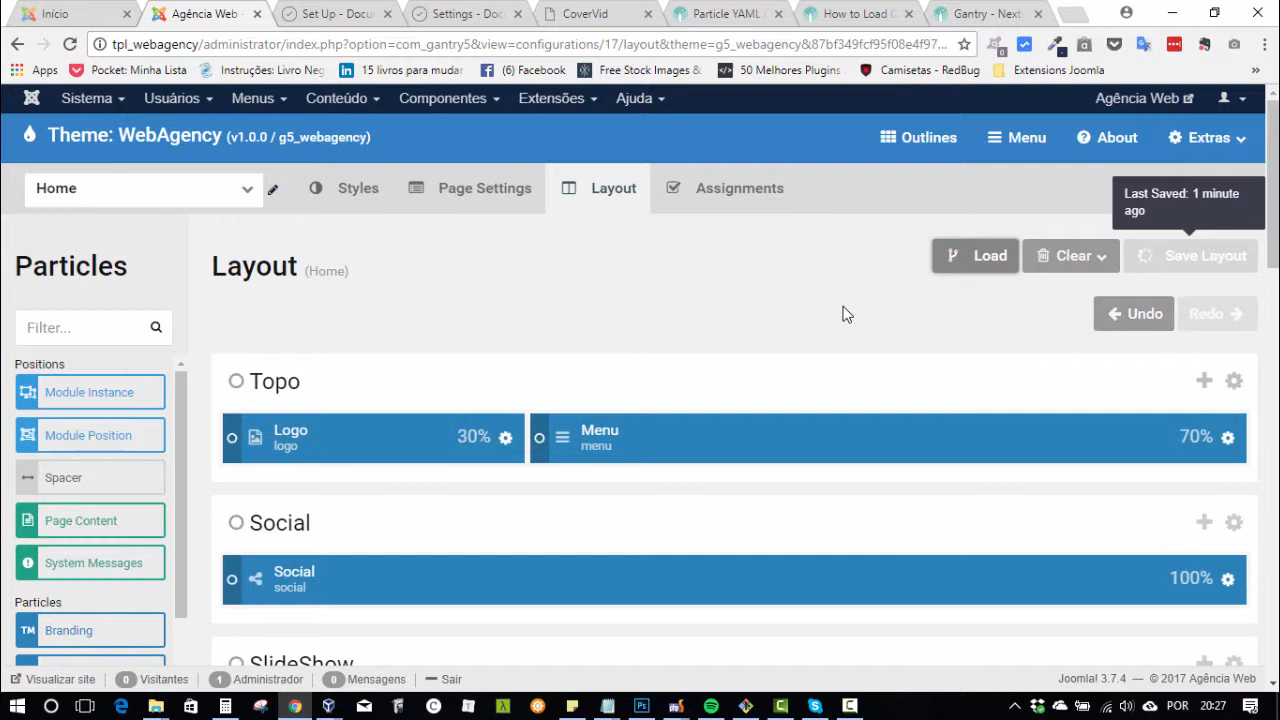 Início
Agência Web -
Set Up - Docum
Settings - Docu
CoverVid
Particle YAML i
How to Load C
Gantry - Next
tpl_webagency/administrator/index.php?option=com_gantry5&view=configurations/17/layout&theme=g5_webagency&87bf349fcf95f08e4f97...
Apps
Pocket: Minha Lista
Instruções: Livro Neg
15 livros para mudar
(6) Facebook
Free Stock Images &
50 Melhores Plugins
Camisetas - RedBug
Extensions Joomla
»
Sistema
Usuários
Menus
Conteúdo
Componentes
Extensões
Ajuda
Agência Web
Theme: WebAgency (v1.0.0 / g5_webagency)
Outlines
Menu
About
Extras
Home
Styles
Page Settings
Layout
Assignments
Last Saved: 1 minute
ago
Particles
Layout (Home)
Load
Clear
Save Layout
Filter...
Undo
Redo
Positions
Module Instance
Module Position
Spacer
Page Content
System Messages
Particles
TM Branding
Topo
Logo
logo
30%
Menu
menu
70%
Social
Social
social
100%
SlideShow
Visualizar site
0 Visitantes
1 Administrador
0 Mensagens
Sair
Joomla! 3.7.4 — © 2017 Agência Web
POR
20:27